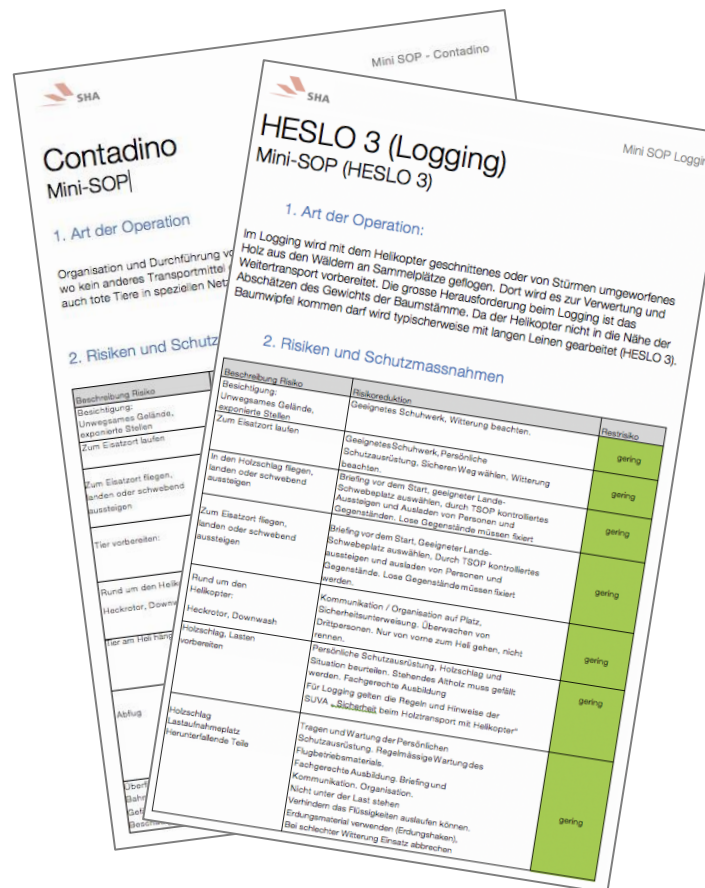 SHA
Mini SOP - Contadino
Contadino
Mini-SOP
1. Art der Operation
Organisation und Durchführung
wo kein anderes Transportmittel
auch tote Tiere in speziellen
2. Risiken und
Beschreibung Risiko
Besichtigung:
Unwegsames Gelände,
exponierte Stellen
Zum Eisatzort laufen
Zum Eisatzort fliegen,
landen oder schwebend
aussteigen
Tier vorbereiten:
Rund um den
Heckrotor,
Tier am Heli
Abflug
SHA
Mini SOP
HESLO 3 (Logging)
Mini-SOP (HESLO 3)
1. Art der Operation:
Im Logging wird mit dem Helikopter geschnittenes oder von Stürmen umgeworfenes
Holz aus den Wäldern an Sammelplätze geflogen. Dort wird es zur Verwertung und
Weitertransport vorbereitet. Die grosse Herausforderung beim Logging ist das
Abschätzen des Gewichts der Baumstämme. Da der Helikopter nicht in die Nähe der
Baumwipfel kommen darf wird typischerweise mit langen Leinen gearbeitet (HESLO 3).
2. Risiken und Schutzmassnahmen
Beschreibung Risiko
Risikoreduktion
Restrisiko
Besichtigung:
Unwegsames Gelände,
exponierte Stellen
Geeignetes Schuhwerk, Witterung beachten.
gering
Zum Eisatzort laufen
Geeignetes Schuhwerk, Persönliche
Schutzausrüstung. Sicheren Weg wählen, Witterung
beachten.
gering
In den Holzschlag fliegen,
landen oder schwebend
aussteigen
Briefing vor dem Start, geeigneter Lande-
Schwebeplatz auswählen, durch TSOP kontrolliertes
Aussteigen und Ausladen von Personen und
Gegenständen. Lose Gegenstände müssen fixiert
gering
Zum Eisatzort fliegen,
landen oder schwebend
aussteigen
Briefing vor dem Start, Geeigneter Lande-
Schwebeplatz auswählen, Durch TSOP kontrolliertes
aussteigen und ausladen von Personen und
Gegenstände. Lose Gegenstände müssen fixiert
werden.
gering
Rund um den
Helikopter:
Heckrotor, Downwash
Kommunikation / Organisation auf Platz,
Sicherheitsunterweisung. Überwachen von
Drittpersonen. Nur von vorne zum Heli gehen, nicht
rennen.
gering
Holzschlag, Lasten
vorbereiten
Persönliche Schutzausrüstung, Holzschlag und
Situation beurteilen. Stehendes Altholz muss gefällt
werden. Fachgerechte Ausbildung
Für Logging gelten die Regeln und Hinweise der
SUVA „ Sicherheit beim Holztransport mit Helikopter"
gering
Holzschlag
Lastaufnahmeplatz
Herunterfallende Teile
Tragen und Wartung der Persönlichen
Schutzausrüstung. Regelmässige Wartung des
Flugbetriebsmaterials.
Fachgerechte Ausbildung. Briefing und
Kommunikation. Organisation.
Nicht unter der Last stehen
Verhindern das Flüssigkeiten auslaufen können.
Erdungsmaterial verwenden (Erdungshaken),
Bei schlechter Witterung Einsatz abbrechen
gering